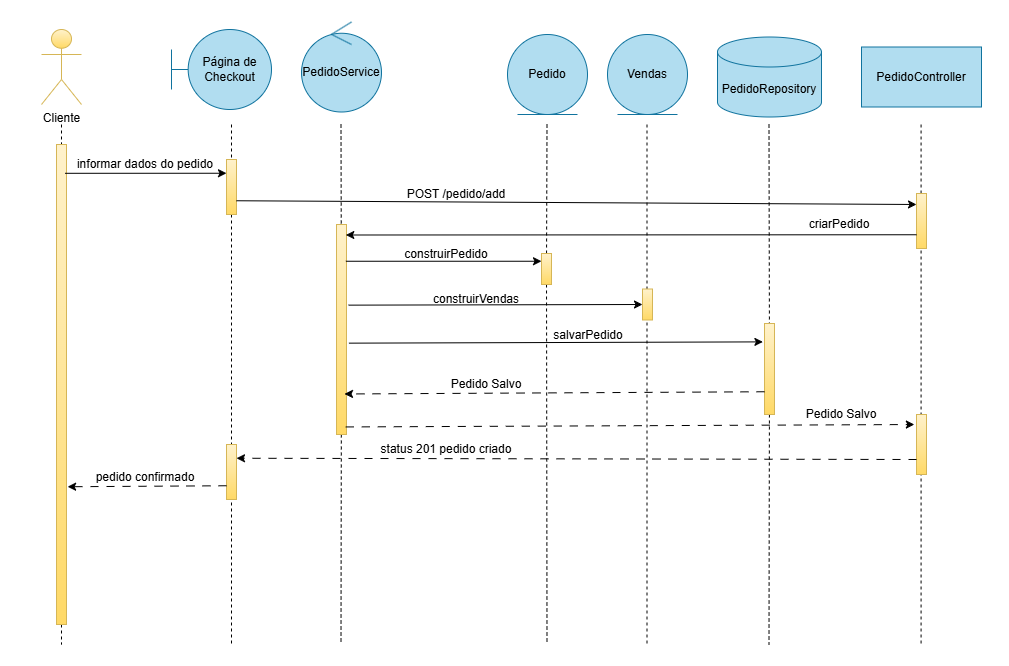 Cliente
Página de
Checkout
PedidoService
Pedido
Vendas
PedidoRepository
PedidoController
informar dados do pedido
POST /pedido/add
criarPedido
construirPedido
construirVendas
salvarPedido
Pedido Salvo
Pedido Salvo
status 201 pedido criado
pedido confirmado